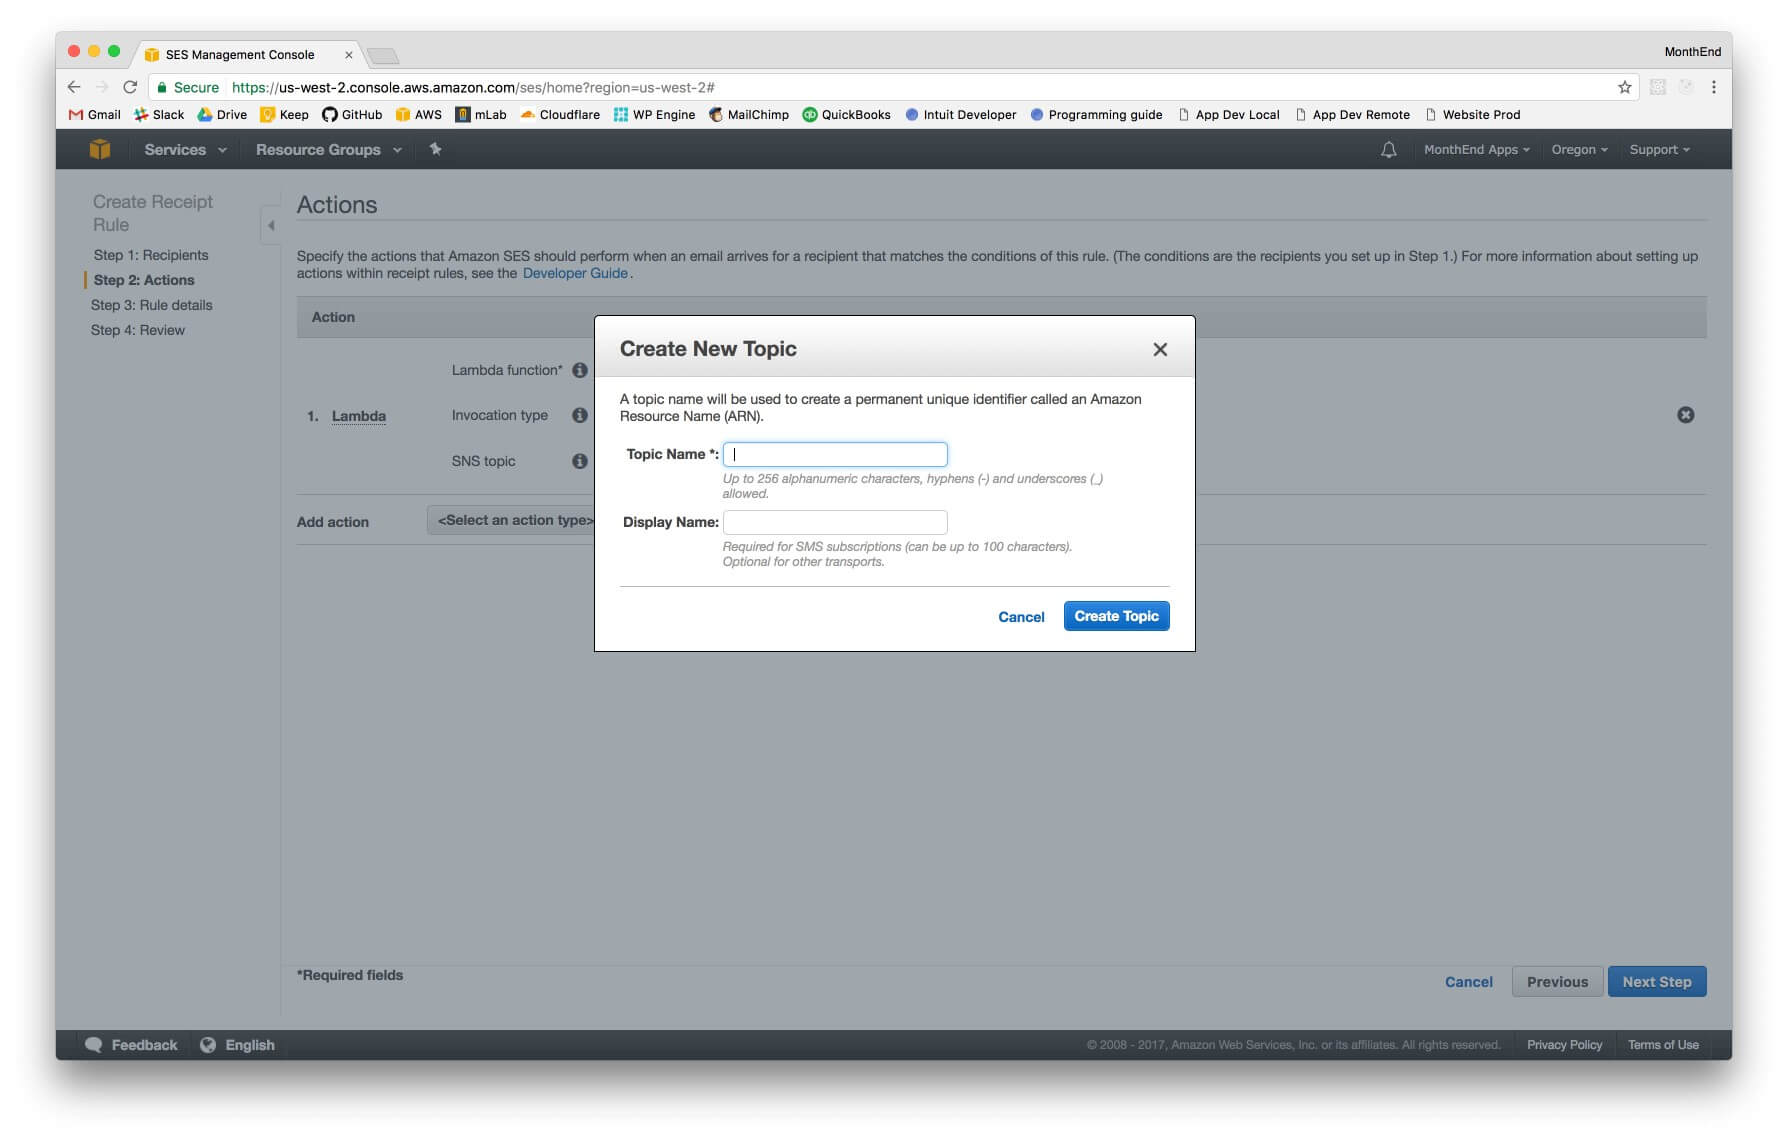 SES Management Console
MonthEnd
Secure https://us-west-2.console.aws.amazon.com/ses/home?region=us-west-2#
Gmail Slack Drive Keep GitHub AWS mLab Cloudflare WP Engine MailChimp QuickBooks Intuit Developer Programming guide App Dev Local App Dev Remote Website Prod
Services Resource Groups MonthEnd Apps Oregon Support
Create Receipt
Rule
Step 1: Recipients
Step 2: Actions
Step 3: Rule details
Step 4: Review
Actions
Specify the actions that Amazon SES should perform when an email arrives for a recipient that matches the conditions of this rule. (The conditions are the recipients you set up in Step 1.) For more information about setting up
actions within receipt rules, see the Developer Guide.
Action
Lambda function*
1. Lambda
Invocation type
SNS topic
Add action
<Select an action type>
Create New Topic
A topic name will be used to create a permanent unique identifier called an Amazon
Resource Name (ARN).
Topic Name *:
Up to 256 alphanumeric characters, hyphens (-) and underscores (_)
allowed.
Display Name:
Required for SMS subscriptions (can be up to 100 characters).
Optional for other transports.
Cancel Create Topic
*Required fields
Cancel Previous Next Step
Feedback English
© 2008 - 2017, Amazon Web Services, Inc. or its affiliates. All rights reserved. Privacy Policy Terms of Use